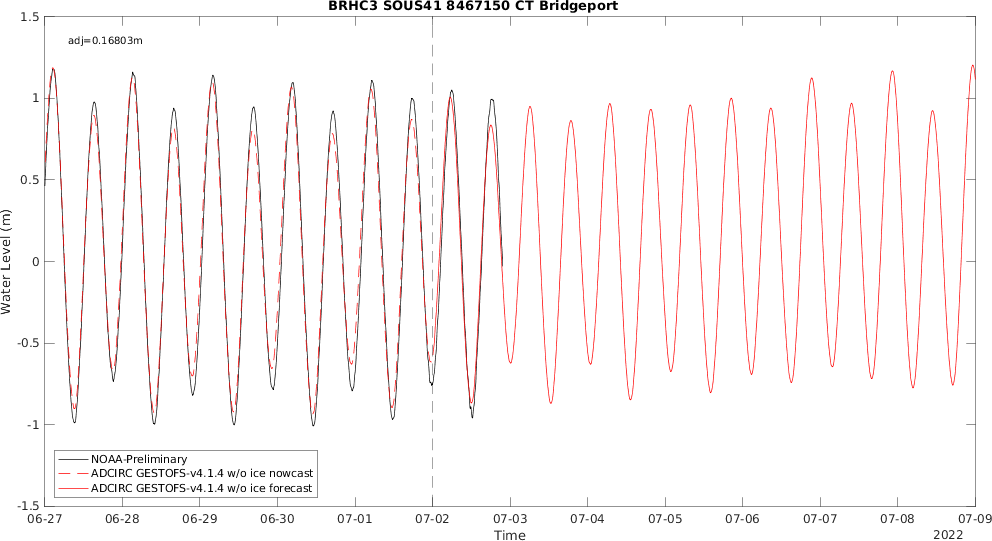 BRHC3 SOUS41 8467150 CT Bridgeport
adj=0.16803m
1.5
1
0.5
0
-0.5
-1
-1.5
Water Level (m)
NOAA-Preliminary
ADCIRC GESTOFS-v4.1.4 w/o ice nowcast
ADCIRC GESTOFS-v4.1.4 w/o ice forecast
06-27 06-28 06-29 06-30 07-01 07-02 07-03 07-04 07-05 07-06 07-07 07-08 07-09
Time
2022